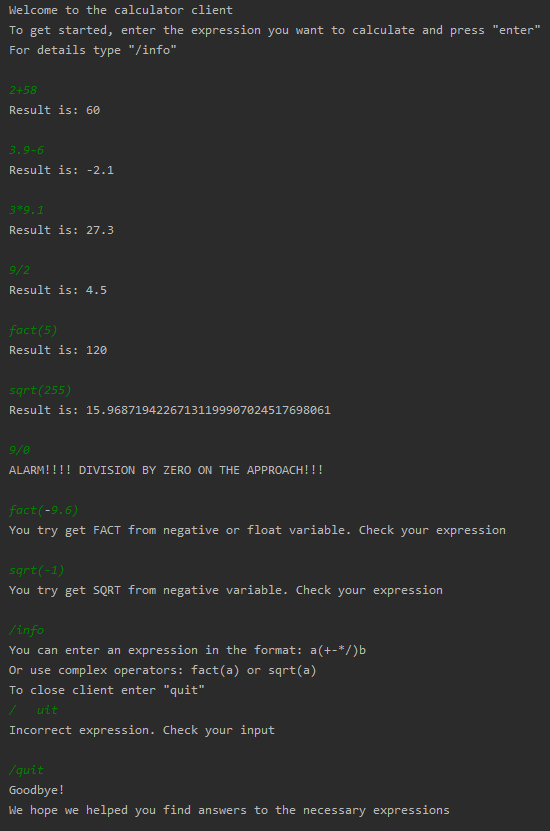 Welcome to the calculator client
To get started, enter the expression you want to calculate and press "enter"
For details type "/info"
2+58
Result is: 60
3.9-6
Result is: -2.1
3*9.1
Result is: 27.3
9/2
Result is: 4.5
fact(5)
Result is: 120
sqrt(255)
Result is: 15.968719422671311999070245176980​61
9/0
ALARM!!!! DIVISION BY ZERO ON THE APPROACH!!!
fact(-9.6)
You try get FACT from negative or float variable. Check your expression
sqrt(-1)
You try get SQRT from negative variable. Check your expression
/info
You can enter an expression in the format: a(+-*/)b
Or use complex operators: fact(a) or sqrt(a)
To close client enter "quit"
/   uit
Incorrect expression. Check your input
/quit
Goodbye!
We hope we helped you find answers to the necessary expressions